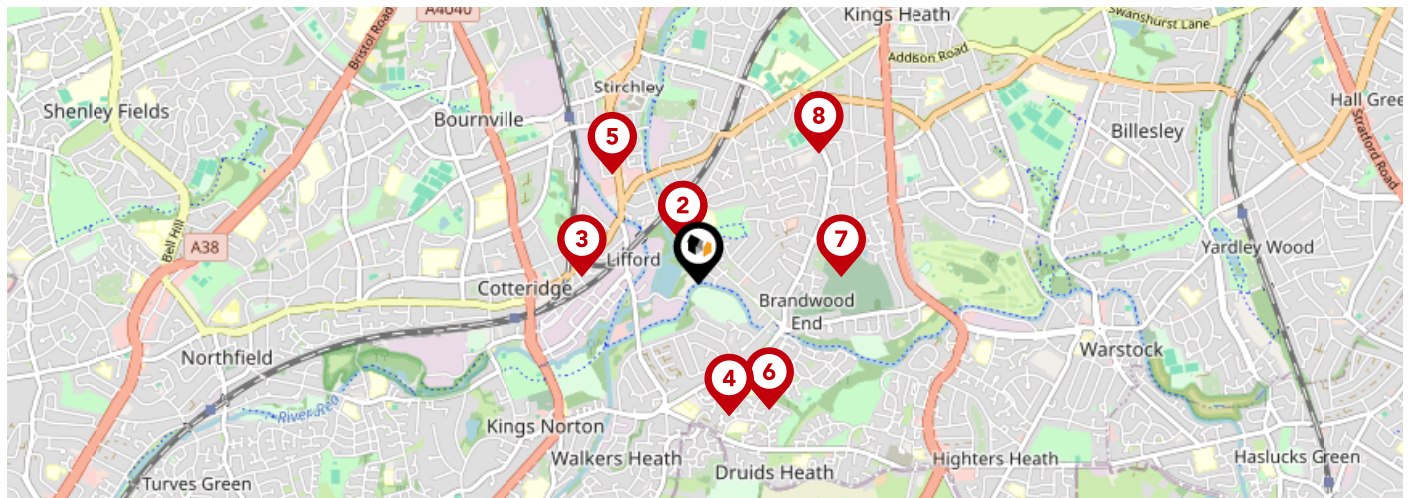 A4040
Kings Heath
Swanshurst Lane
Bristol Road
Addison Road
Stirchley
Shenley Fields
Bournville
Hall Gree
8
Billesley
5
Stratford Road
2
Bell Hill
A38
3
7
Yardley Wood
Lifford
Cotteridge
Brandwood
End
Northfield
Warstock
4
6
River Rea
Kings Norton
Walkers Heath
Highters Heath
Haslucks Green
Druids Heath
Turves Green